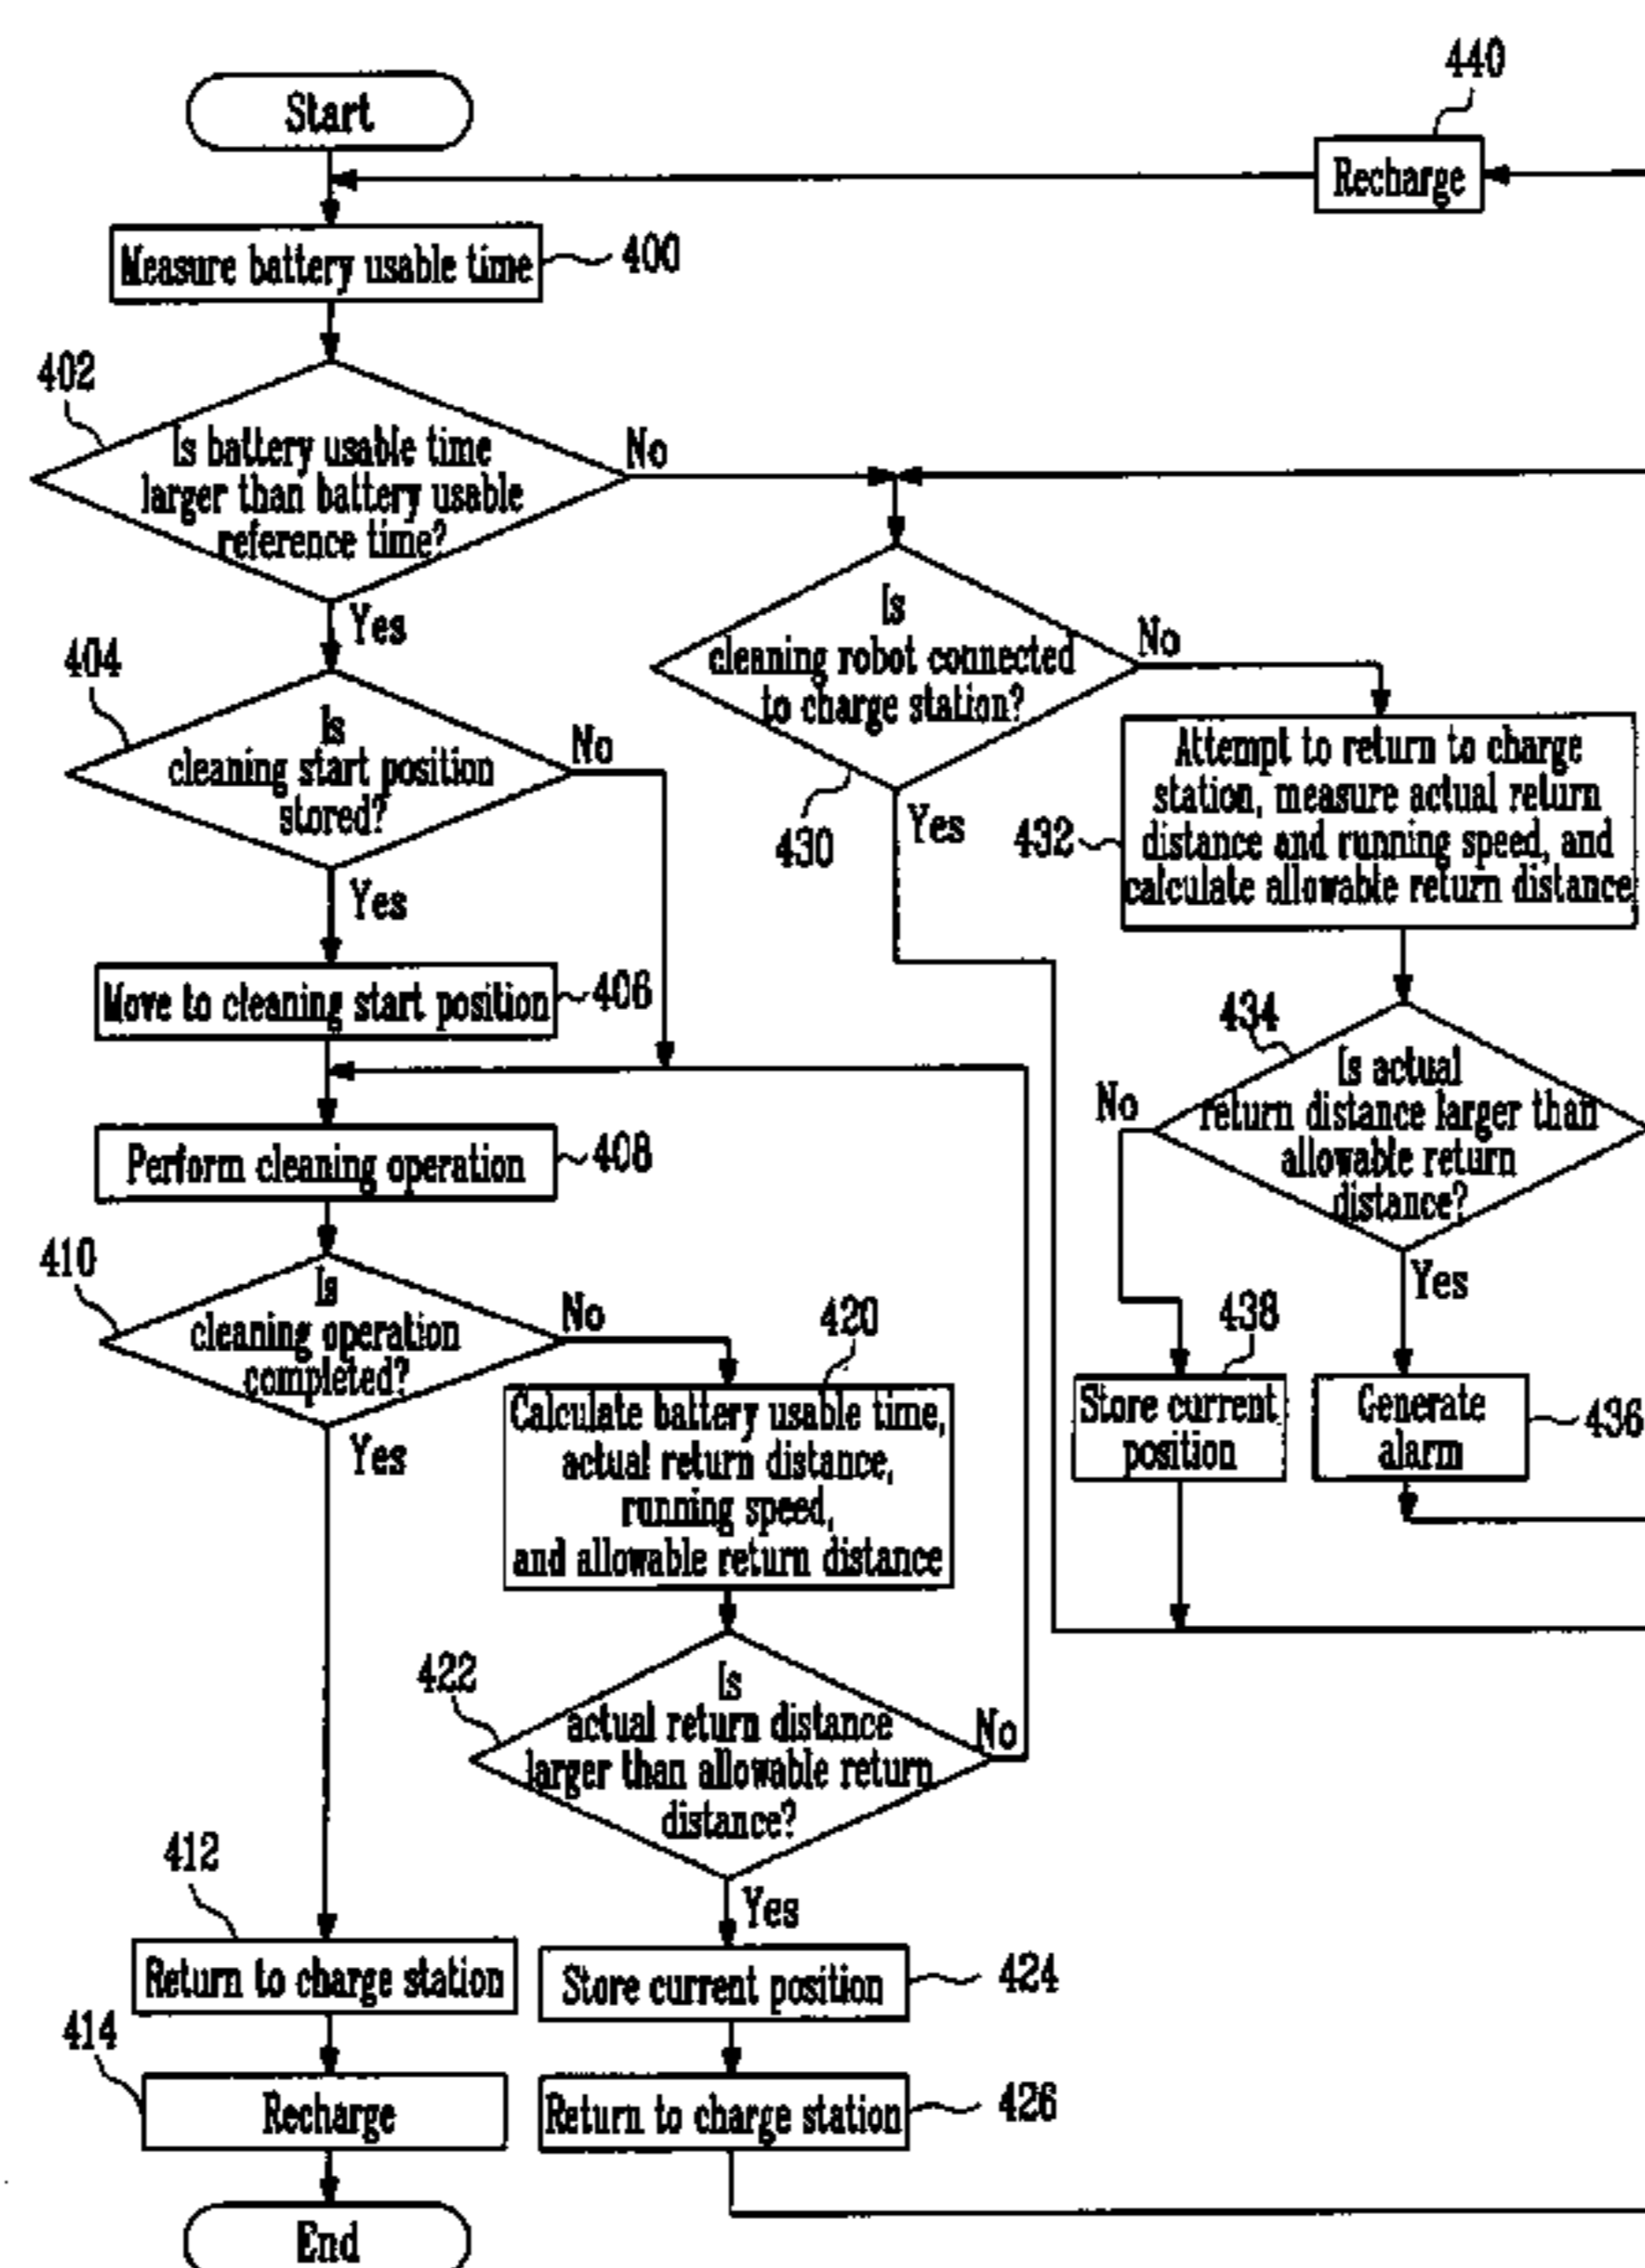 Start
440
Recharge
Measure battery usable time
400
402
Is battery usable time
larger than battery usable
reference time?
No
Yes
404
Is
cleaning start position
stored?
No
Yes
Is
cleaning robot connected
to charge station?
No
430
Yes
432
Attempt to return to charge
station, measure actual return
distance and running speed, and
calculate allowable return distance
Move to cleaning start position
406
434
Is actual
return distance larger than
allowable return
distance?
No
Yes
Perform cleaning operation
408
410
Is
cleaning operation
completed?
No
Yes
420
Calculate battery usable time,
actual return distance,
running speed,
and allowable return distance
438
Store current
position
Generate
alarm
436
422
Is
actual return distance
larger than allowable return
distance?
No
Yes
412
Return to charge station
Store current position
424
414
Recharge
Return to charge station
426
End